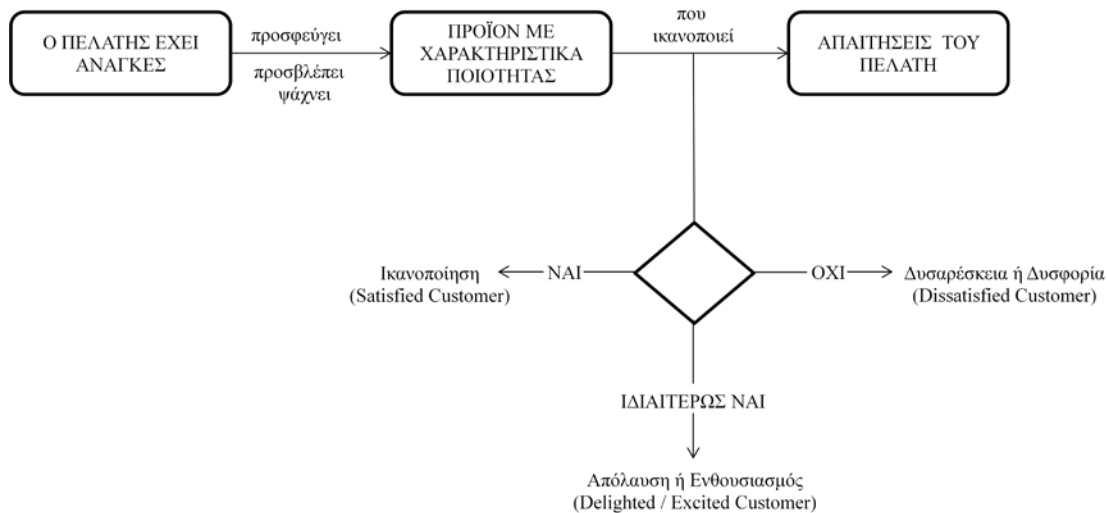 Ο ΠΕΛΑΤΗΣ ΕΧΕΙ
ΑΝΑΓΚΕΣ
προσφεύγει
προσβλέπει
ψάχνει
ΠΡΟΪΟΝ ΜΕ
ΧΑΡΑΚΤΗΡΙΣΤΙΚΑ
ΠΟΙΟΤΗΤΑΣ
που
ικανοποιεί
ΑΠΑΙΤΗΣΕΙΣ ΤΟΥ
ΠΕΛΑΤΗ
Ικανοποίηση
(Satisfied Customer)
ΝΑΙ
ΟΧΙ
Δυσαρέσκεια ή Δυσφορία
(Dissatisfied Customer)
ΙΔΙΑΙΤΕΡΩΣ ΝΑΙ
Απόλαυση ή Ενθουσιασμός
(Delighted / Excited Customer)